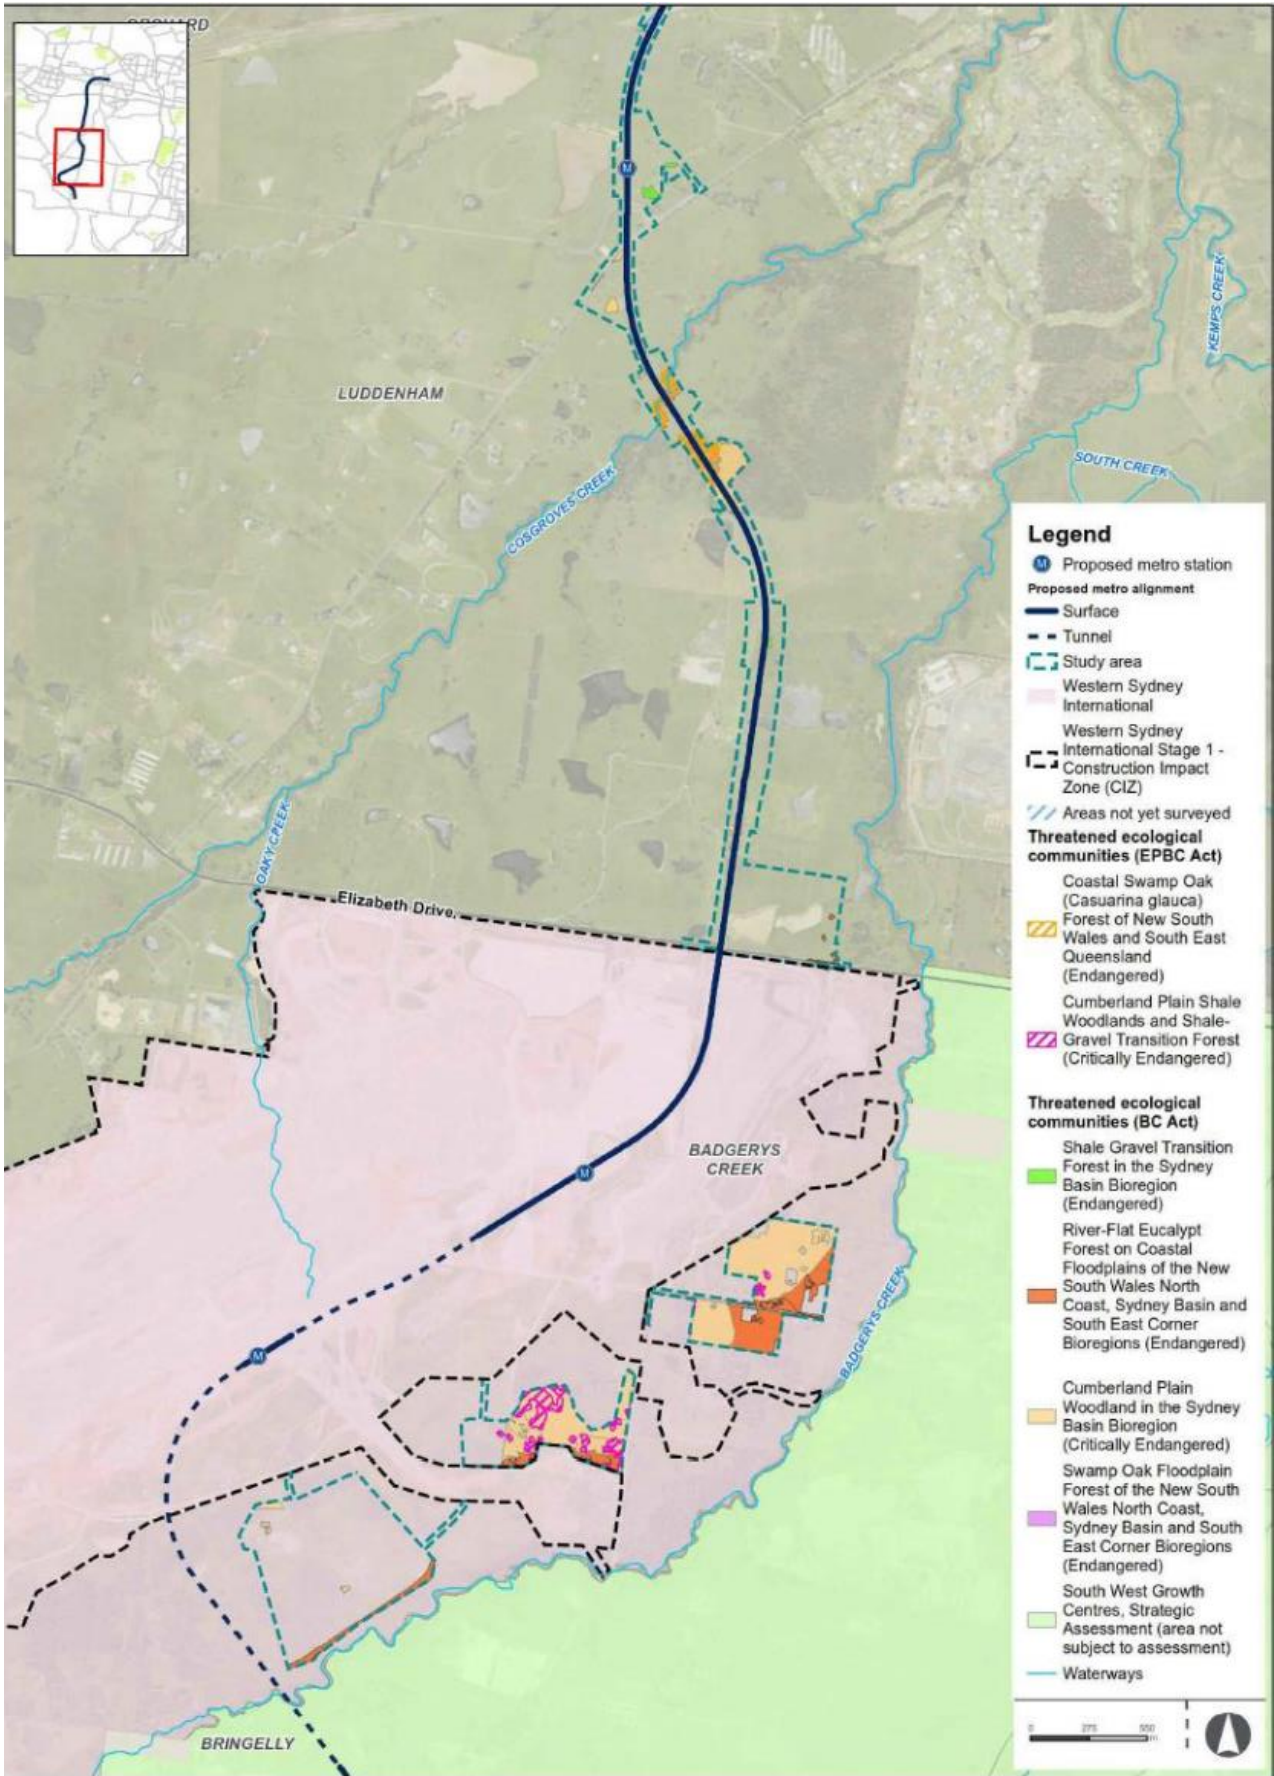 M
KEMPS CREEK
LUDDENHAM
SOUTH CREEK
COSGROVES CREEK
OAKY CREEK
Elizabeth Drive
BADGERYS
CREEK
M
BADGERYS CREEK
M
BRINGELLY
Legend
M Proposed metro station
Proposed metro alignment
Surface
Tunnel
Study area
Western Sydney
International
Western Sydney
International Stage 1 -
Construction Impact
Zone (CIZ)
Areas not yet surveyed
Threatened ecological
communities (EPBC Act)
Coastal Swamp Oak
(Casuarina glauca)
Forest of New South
Wales and South East
Queensland
(Endangered)
Cumberland Plain Shale
Woodlands and Shale-
Gravel Transition Forest
(Critically Endangered)
Threatened ecological
communities (BC Act)
Shale Gravel Transition
Forest in the Sydney
Basin Bioregion
(Endangered)
River-Flat Eucalypt
Forest on Coastal
Floodplains of the New
South Wales North
Coast, Sydney Basin and
South East Corner
Bioregions (Endangered)
Cumberland Plain
Woodland in the Sydney
Basin Bioregion
(Critically Endangered)
Swamp Oak Floodplain
Forest of the New South
Wales North Coast,
Sydney Basin and South
East Corner Bioregions
(Endangered)
South West Growth
Centres, Strategic
Assessment (area not
subject to assessment)
Waterways
0 275 550
m